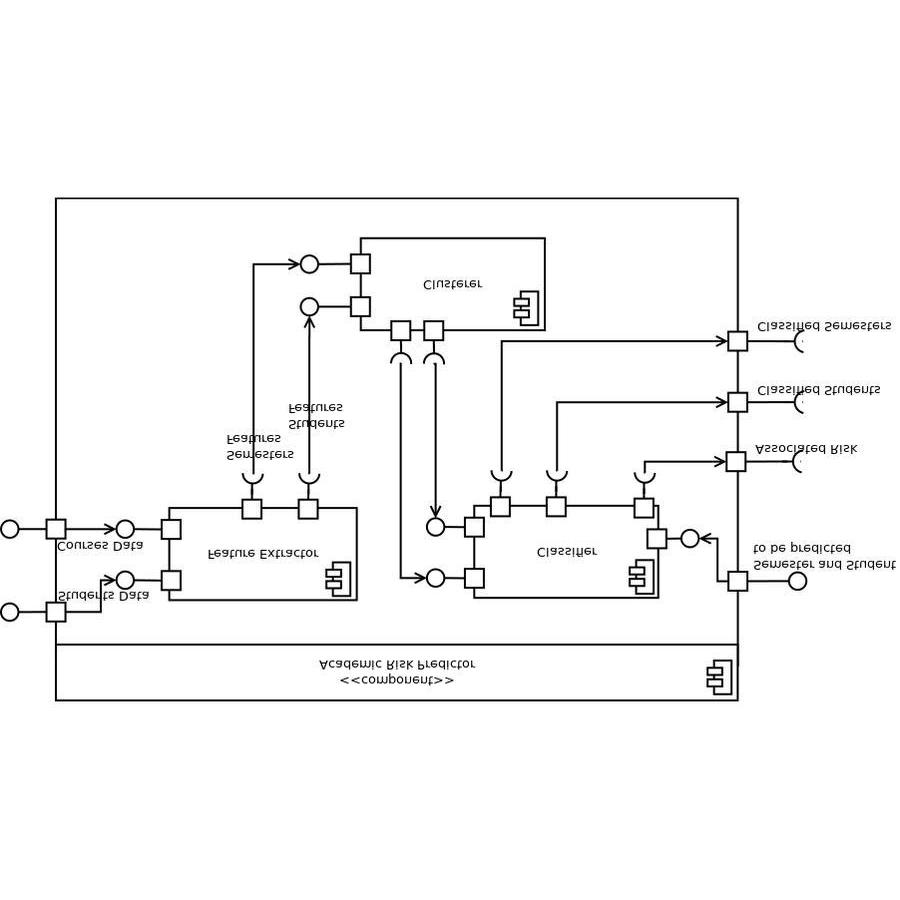 <<component>>
Academic Risk Predictor
Students Data
Courses Data
Feature Extractor
Classifier
Semester and Student
to be predicted
Semesters
Features
Students
Features
Associated Risk
Classified Students
Classified Semesters
Clusterer